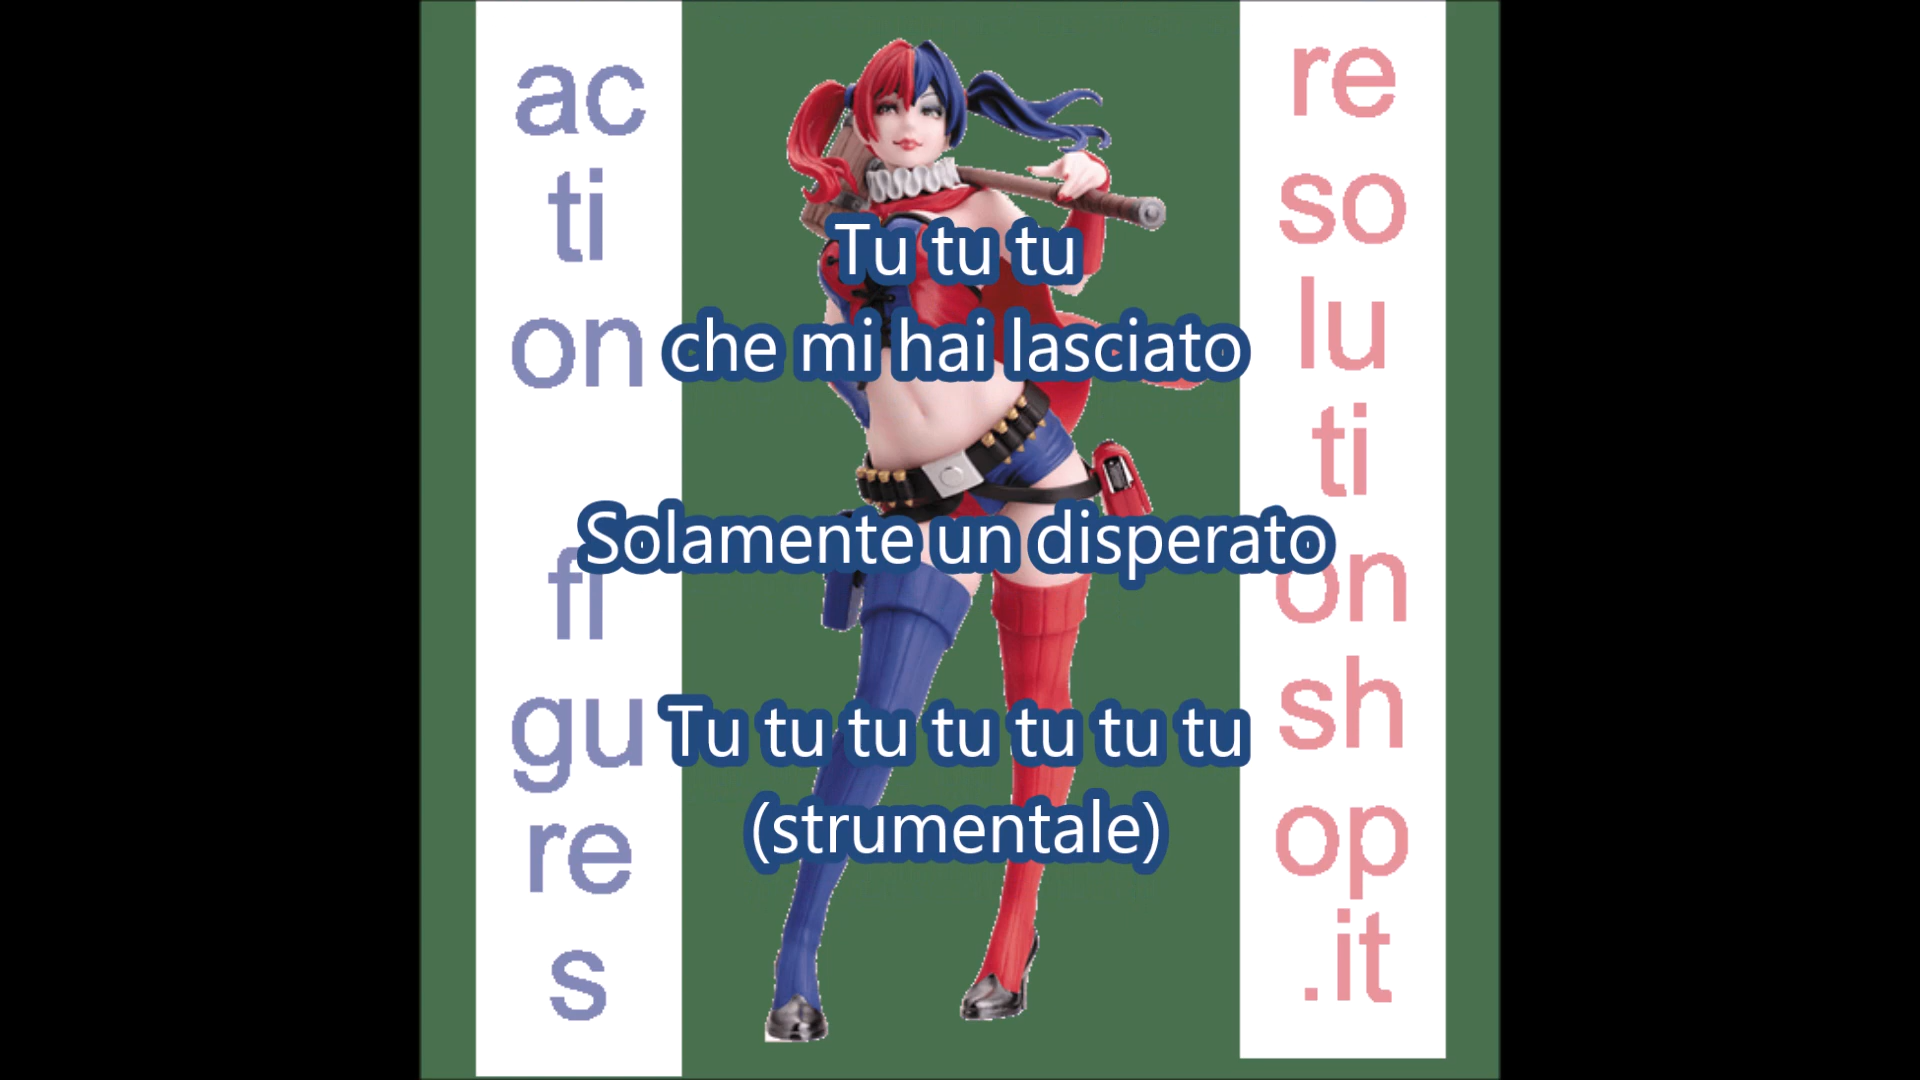 ac
ti
on
fi
gu
re
s
Tu tu tu
che mi hai lasciato
Solamente un disperato
Tu tu tu tu tu tu tu
(strumentale)
re
so
lu
ti
on
sh
op
.it